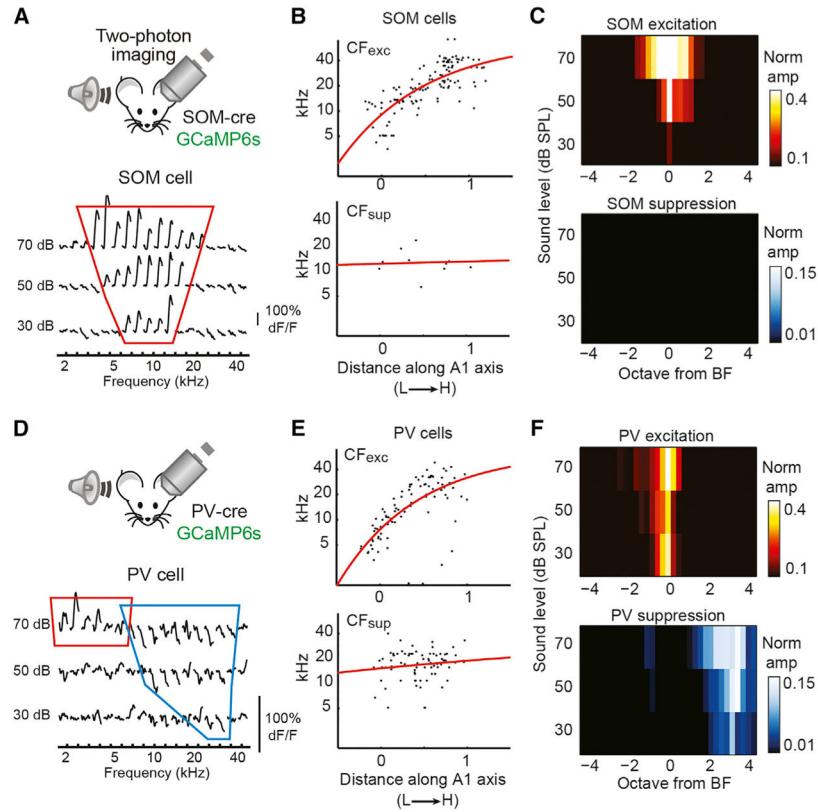 A
Two-photon
imaging
SOM-cre
GCaMP6s
SOM cell
70 dB
50 dB
30 dB
100%
dF/F
2 5 10 20 40
Frequency (kHz)
B
SOM cells
CFexc
kHz
40
20
10
5
0 1
CFsup
kHz
40
20
10
5
0 1
Distance along A1 axis
(L⟶H)
C
SOM excitation
70
50
30
−4 −2 0 2 4
Norm
amp
0.4
0.1
Sound level (dB SPL)
SOM suppression
70
50
30
−4 −2 0 2 4
Octave from BF
Norm
amp
0.15
0.01
D
PV-cre
GCaMP6s
PV cell
70 dB
50 dB
30 dB
100%
dF/F
2 5 10 20 40
Frequency (kHz)
E
PV cells
CFexc
kHz
40
20
10
5
0 1
CFsup
kHz
40
20
10
5
0 1
Distance along A1 axis
(L⟶H)
F
PV excitation
70
50
30
−4 −2 0 2 4
Norm
amp
0.4
0.1
Sound level (dB SPL)
PV suppression
70
50
30
−4 −2 0 2 4
Octave from BF
Norm
amp
0.15
0.01